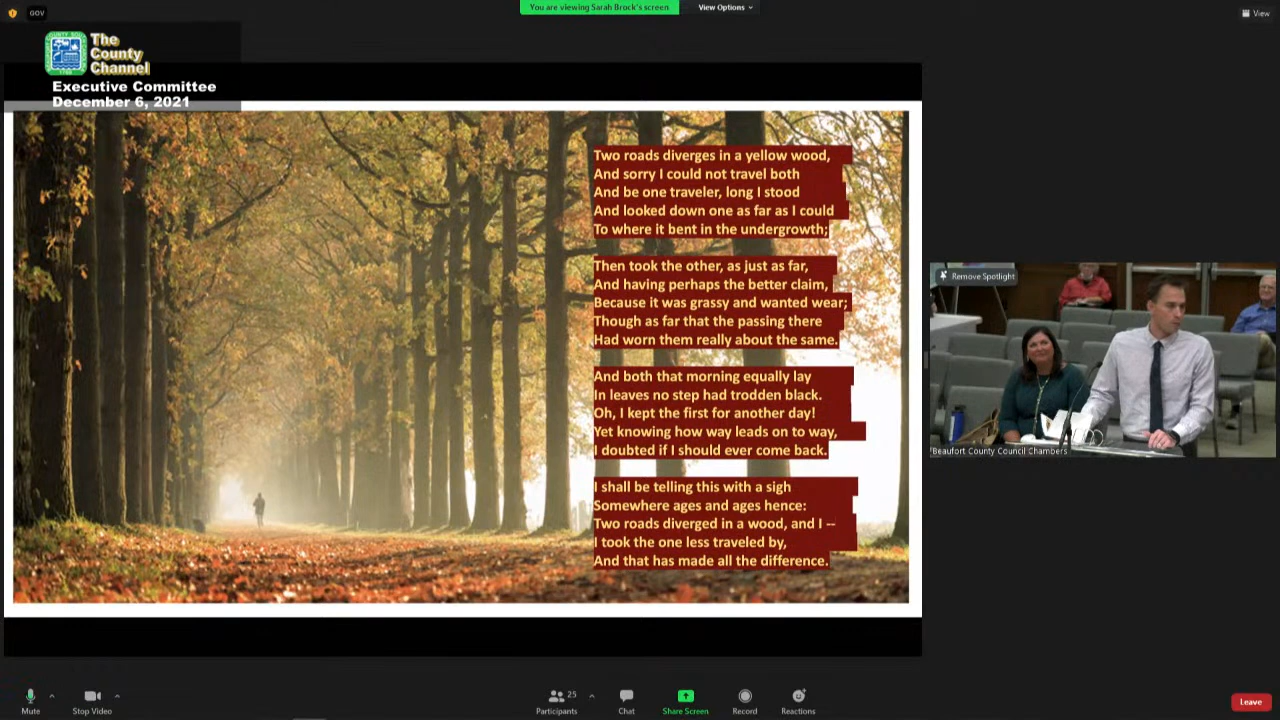 GOV
You are viewing Sarah Brock's screen
View Options
View
The
County
Channel
Executive Committee
December 6, 2021
Two roads diverges in a yellow wood,
And sorry I could not travel both
And be one traveler, long I stood
And looked down one as far as I could
To where it bent in the undergrowth;
Then took the other, as just as far,
And having perhaps the better claim,
Because it was grassy and wanted wear;
Though as far that the passing there
Had worn them really about the same.
And both that morning equally lay
In leaves no step had trodden black.
Oh, I kept the first for another day!
Yet knowing how way leads on to way,
I doubted if I should ever come back.
I shall be telling this with a sigh
Somewhere ages and ages hence:
Two roads diverged in a wood, and I --
I took the one less traveled by,
And that has made all the difference.
Remove Spotlight
Beaufort County Council Chambers
Mute
Stop Video
25
Participants
Chat
Share Screen
Record
Reactions
Leave